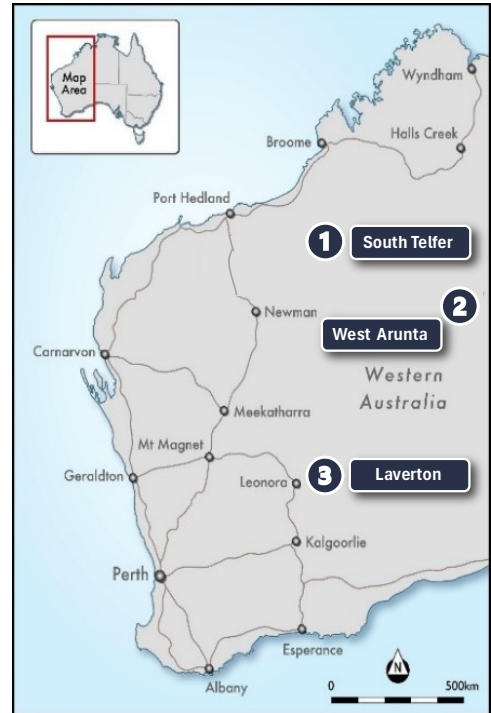 Map
Area
Wyndham
Halls Creek
Broome
Port Hedland
1 South Telfer
2
Newman
West Arunta
Carnarvon
Western
Australia
Meekatharra
Mt Magnet
Geraldton
Leonora
3 Laverton
Kalgoorlie
Perth
Esperance
Albany
N
0 500km